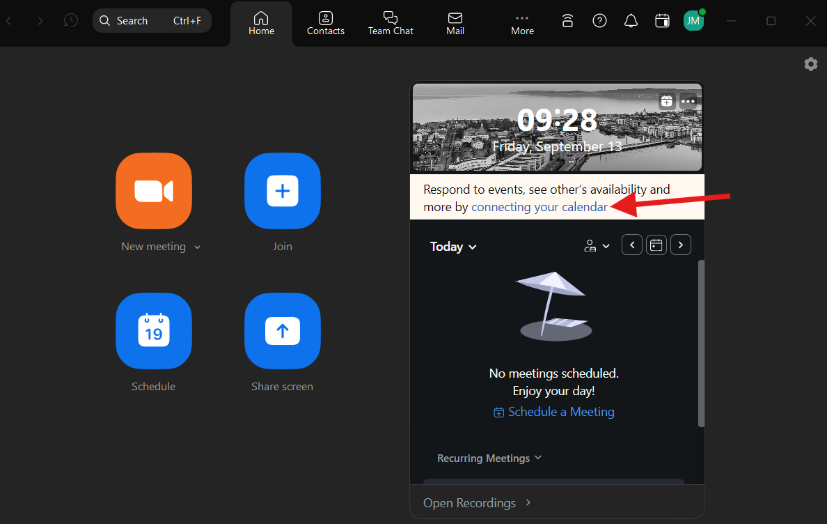 Search Ctrl+F
Home
Contacts
Team Chat
Mail
More
JM
09:28
Friday, September 13
Respond to events, see other's availability and
more by connecting your calendar
New meeting
Join
19
Schedule
Share screen
Today
No meetings scheduled.
Enjoy your day!
Schedule a Meeting
Recurring Meetings
Open Recordings